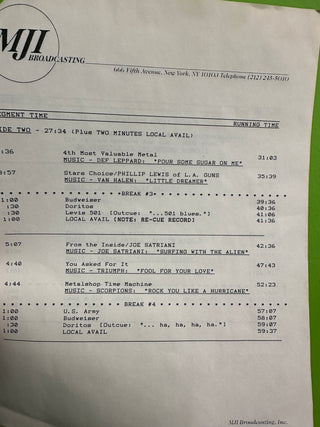 MJI
BROADCASTING
666 Fifth Avenue, New York, NY 10103 Telephone (212) 245-5010
EGMENT TIME RUNNING TIME
IDE TWO - 27:34 (Plus TWO MINUTES LOCAL AVAIL)
:36 4th Most Valuable Metal
MUSIC - DEF LEPPARD: "POUR SOME SUGAR ON ME" 31:03
:57 Stars Choice/PHILLIP LEWIS of L.A. GUNS
MUSIC - VAN HALEN: "LITTLE DREAMER" 35:39
BREAK #3
1:00 Budweiser 39:36
:30 Doritos 40:36
:30 Levis 501 (Outcue: "...501 blues.") 41:06
1:00 LOCAL AVAIL [NOTE: RE-CUE RECORD] 41:36
5:07 From the Inside/JOE SATRIANI
MUSIC - JOE SATRIANI: "SURFING WITH THE ALIEN" 42:36
4:40 You Asked For It
MUSIC - TRIUMPH: "FOOL FOR YOUR LOVE" 47:43
4:44 Metalshop Time Machine
MUSIC - SCORPIONS: "ROCK YOU LIKE A HURRICANE" 52:23
BREAK #4
1:00 U.S. Army 57:07
1:00 Budweiser 58:07
:30 Doritos (Outcue: "... ha, ha, ha.") 59:07
1:00 LOCAL AVAIL 59:37
MJI Broadcasting, Inc.